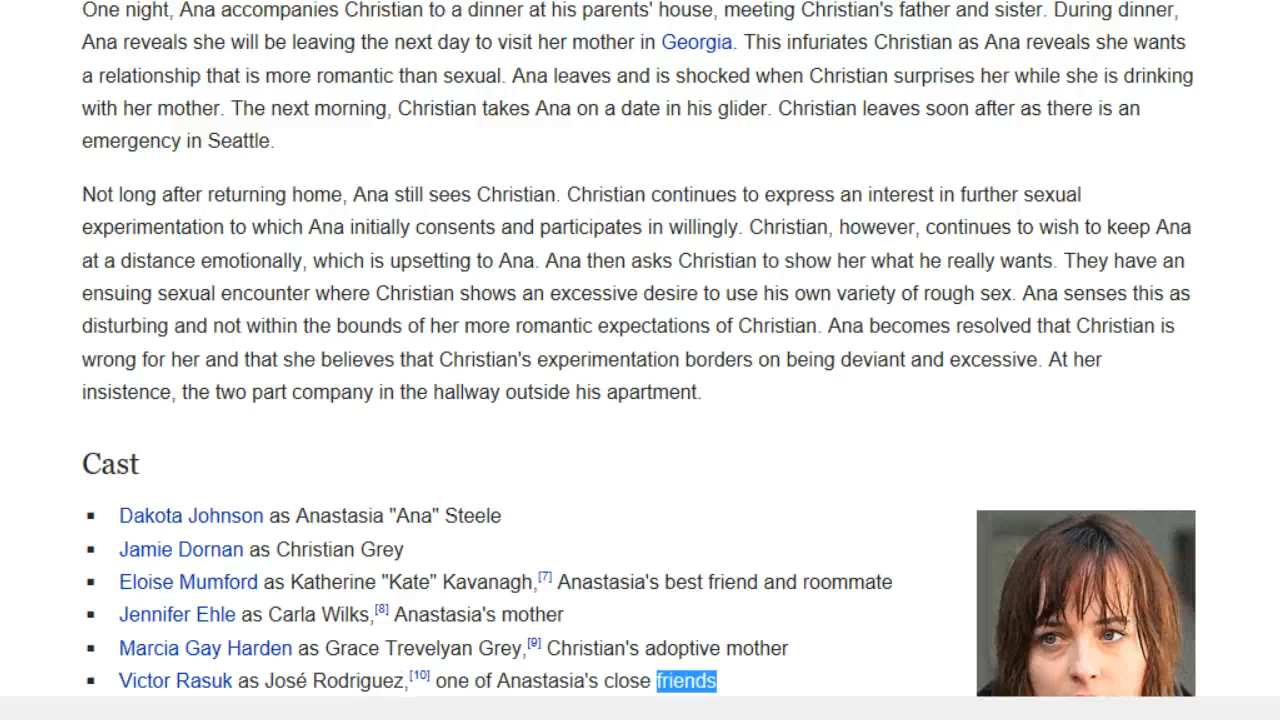 One night, Ana accompanies Christian to a dinner at his parents' house, meeting Christian's father and sister. During dinner,
Ana reveals she will be leaving the next day to visit her mother in Georgia. This infuriates Christian as Ana reveals she wants
a relationship that is more romantic than sexual. Ana leaves and is shocked when Christian surprises her while she is drinking
with her mother. The next morning, Christian takes Ana on a date in his glider. Christian leaves soon after as there is an
emergency in Seattle.
Not long after returning home, Ana still sees Christian. Christian continues to express an interest in further sexual
experimentation to which Ana initially consents and participates in willingly. Christian, however, continues to wish to keep Ana
at a distance emotionally, which is upsetting to Ana. Ana then asks Christian to show her what he really wants. They have an
ensuing sexual encounter where Christian shows an excessive desire to use his own variety of rough sex. Ana senses this as
disturbing and not within the bounds of her more romantic expectations of Christian. Ana becomes resolved that Christian is
wrong for her and that she believes that Christian's experimentation borders on being deviant and excessive. At her
insistence, the two part company in the hallway outside his apartment.
Cast
Dakota Johnson as Anastasia "Ana" Steele
Jamie Dornan as Christian Grey
Eloise Mumford as Katherine "Kate" Kavanagh,[7] Anastasia's best friend and roommate
Jennifer Ehle as Carla Wilks,[8] Anastasia's mother
Marcia Gay Harden as Grace Trevelyan Grey,[9] Christian's adoptive mother
Victor Rasuk as José Rodriguez,[10] one of Anastasia's close friends